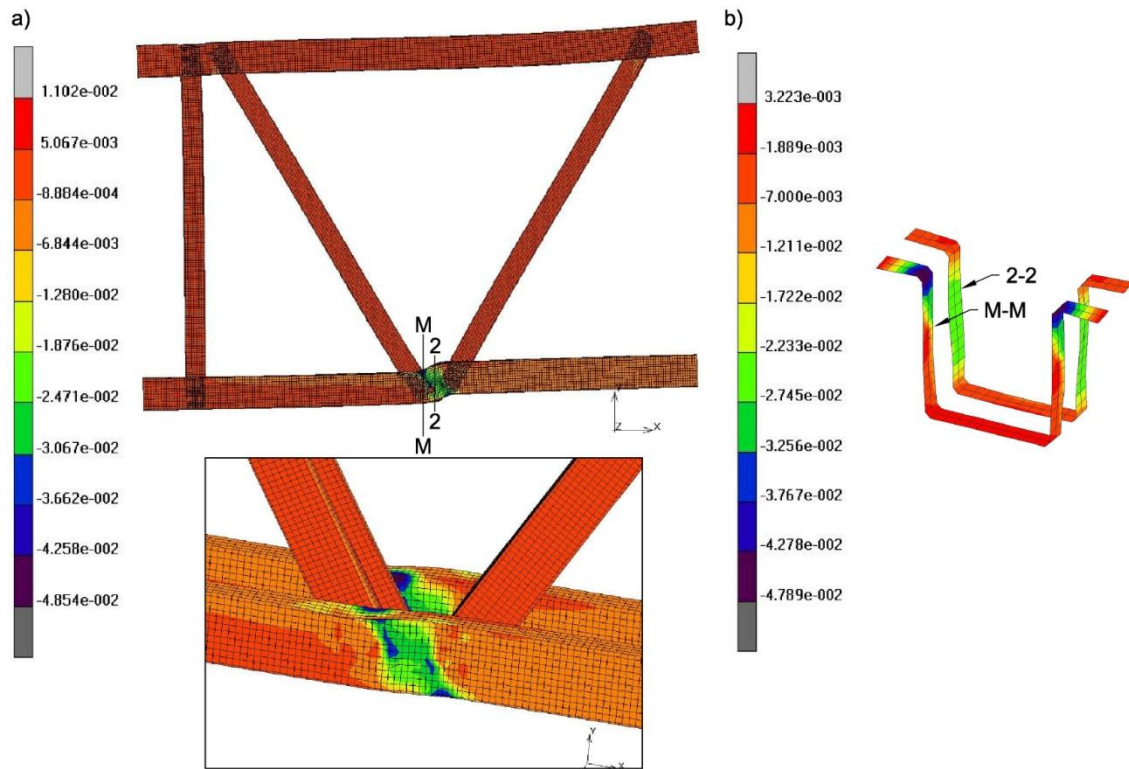 a)
1.102e-002
5.067e-003
-8.884e-004
-6.844e-003
-1.280e-002
-1.876e-002
-2.471e-002
-3.067e-002
-3.662e-002
-4.258e-002
-4.854e-002
M
2
2
M
Y
Z
X
Y
X
b)
3.223e-003
-1.889e-003
-7.000e-003
-1.211e-002
-1.722e-002
-2.233e-002
-2.745e-002
-3.256e-002
-3.767e-002
-4.278e-002
-4.789e-002
2-2
M-M